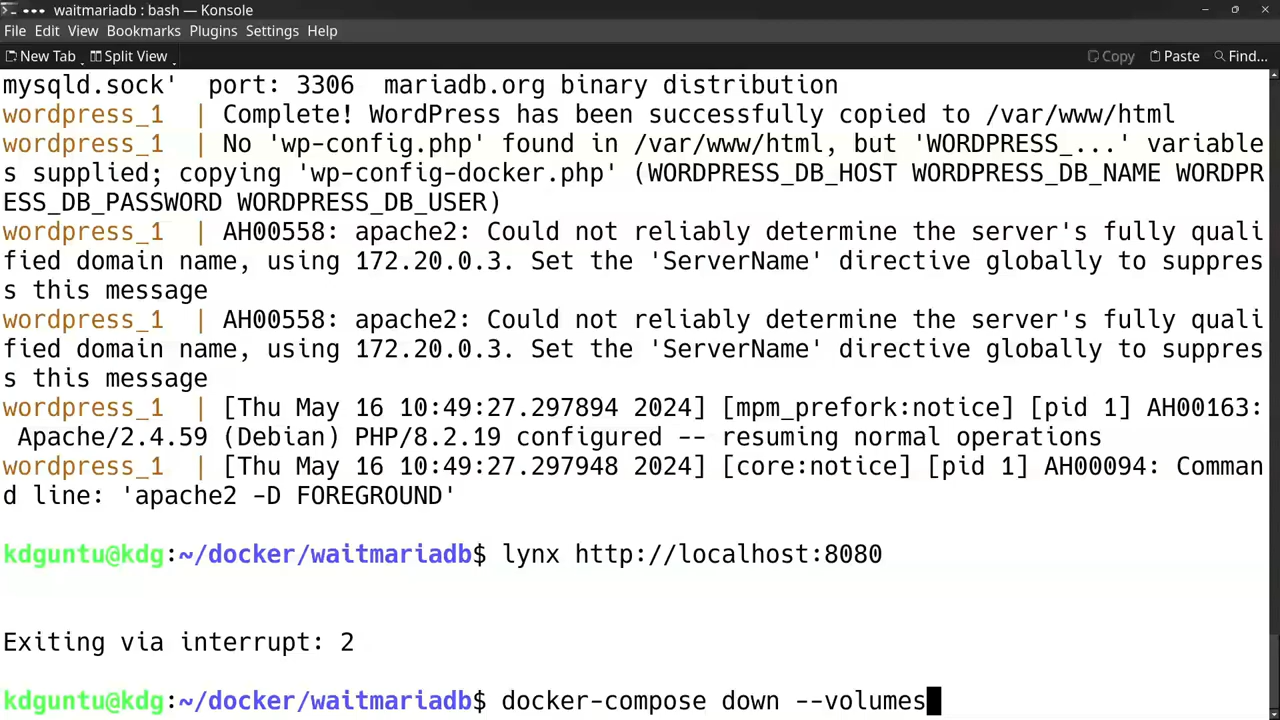 waitmariadb : bash — Konsole
File Edit View Bookmarks Plugins Settings Help
New Tab Split View Copy Paste Find...
mysqld.sock'  port: 3306  mariadb.org binary distribution
wordpress_1  | Complete! WordPress has been successfully copied to /var/www/html
wordpress_1  | No 'wp-config.php' found in /var/www/html, but 'WORDPRESS_...' variable
s supplied; copying 'wp-config-docker.php' (WORDPRESS_DB_HOST WORDPRESS_DB_NAME WORDPR
ESS_DB_PASSWORD WORDPRESS_DB_USER)
wordpress_1  | AH00558: apache2: Could not reliably determine the server's fully quali
fied domain name, using 172.20.0.3. Set the 'ServerName' directive globally to suppres
s this message
wordpress_1  | AH00558: apache2: Could not reliably determine the server's fully quali
fied domain name, using 172.20.0.3. Set the 'ServerName' directive globally to suppres
s this message
wordpress_1  | [Thu May 16 10:49:27.297894 2024] [mpm_prefork:notice] [pid 1] AH00163:
 Apache/2.4.59 (Debian) PHP/8.2.19 configured -- resuming normal operations
wordpress_1  | [Thu May 16 10:49:27.297948 2024] [core:notice] [pid 1] AH00094: Comman
d line: 'apache2 -D FOREGROUND'
kdguntu@kdg:~/docker/waitmariadb$ lynx http://localhost:8080
Exiting via interrupt: 2
kdguntu@kdg:~/docker/waitmariadb$ docker-compose down --volumes